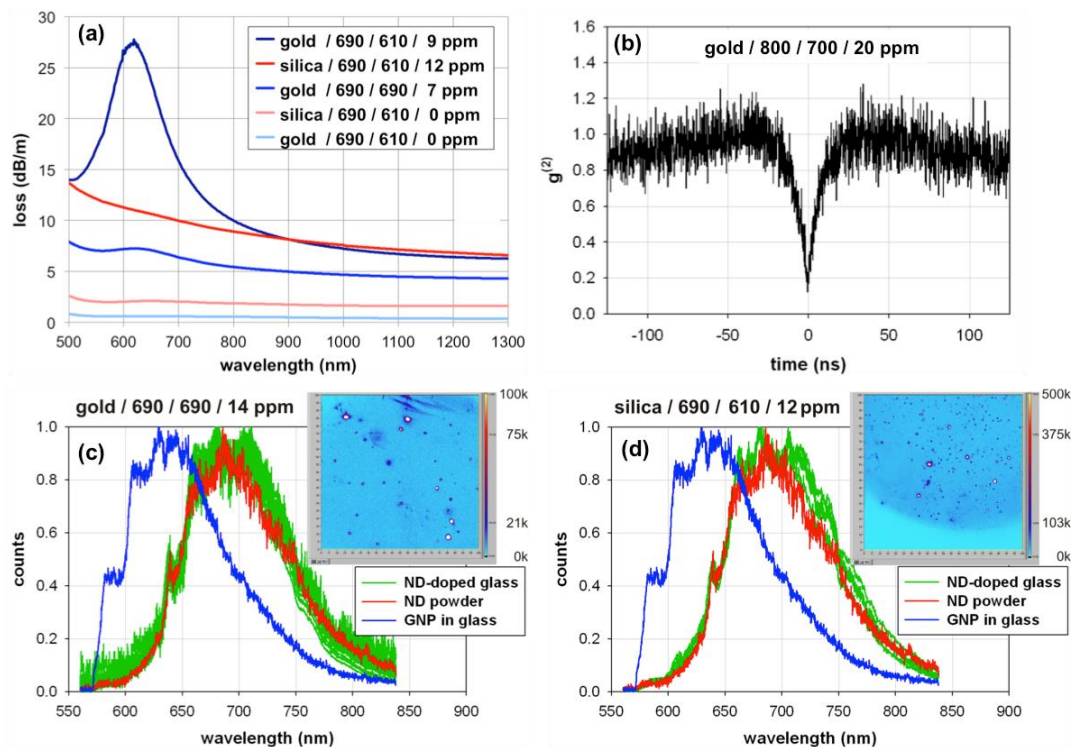 (a)
gold / 690 / 610 / 9 ppm
silica / 690 / 610 / 12 ppm
gold / 690 / 690 / 7 ppm
silica / 690 / 610 / 0 ppm
gold / 690 / 610 / 0 ppm
30
25
20
15
10
5
0
loss (dB/m)
500 600 700 800 900 1000 1100 1200 1300
wavelength (nm)
(b)
gold / 800 / 700 / 20 ppm
1.6
1.4
1.2
1.0
0.8
0.6
0.4
0.2
0.0
g(2)
-100 -50 0 50 100
time (ns)
(c)
gold / 690 / 690 / 14 ppm
100k
75k
21k
0k
ND-doped glass
ND powder
GNP in glass
1.0
0.8
0.6
0.4
0.2
0.0
counts
550 600 650 700 750 800 850 900
wavelength (nm)
(d)
silica / 690 / 610 / 12 ppm
500k
375k
103k
0k
ND-doped glass
ND powder
GNP in glass
1.0
0.8
0.6
0.4
0.2
0.0
counts
550 600 650 700 750 800 850 900
wavelength (nm)